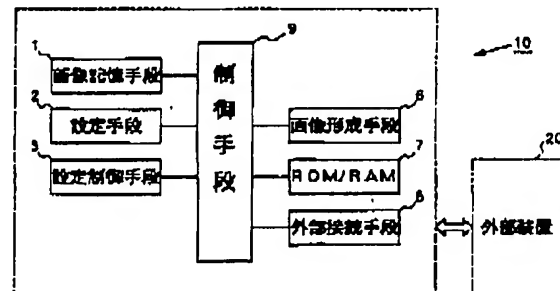 1
画像記憶手段
2
設定手段
3
設定制御手段
9
制御手段
6
画像形成手段
7
ROM/RAM
外部接続手段
10
20
外部装置